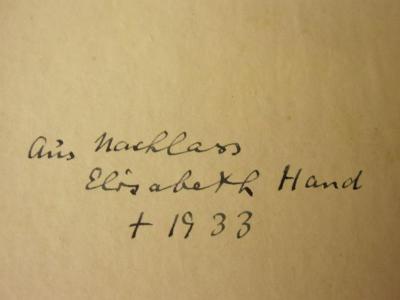 Aus Nachlass
Elisabeth Hand
† 1933